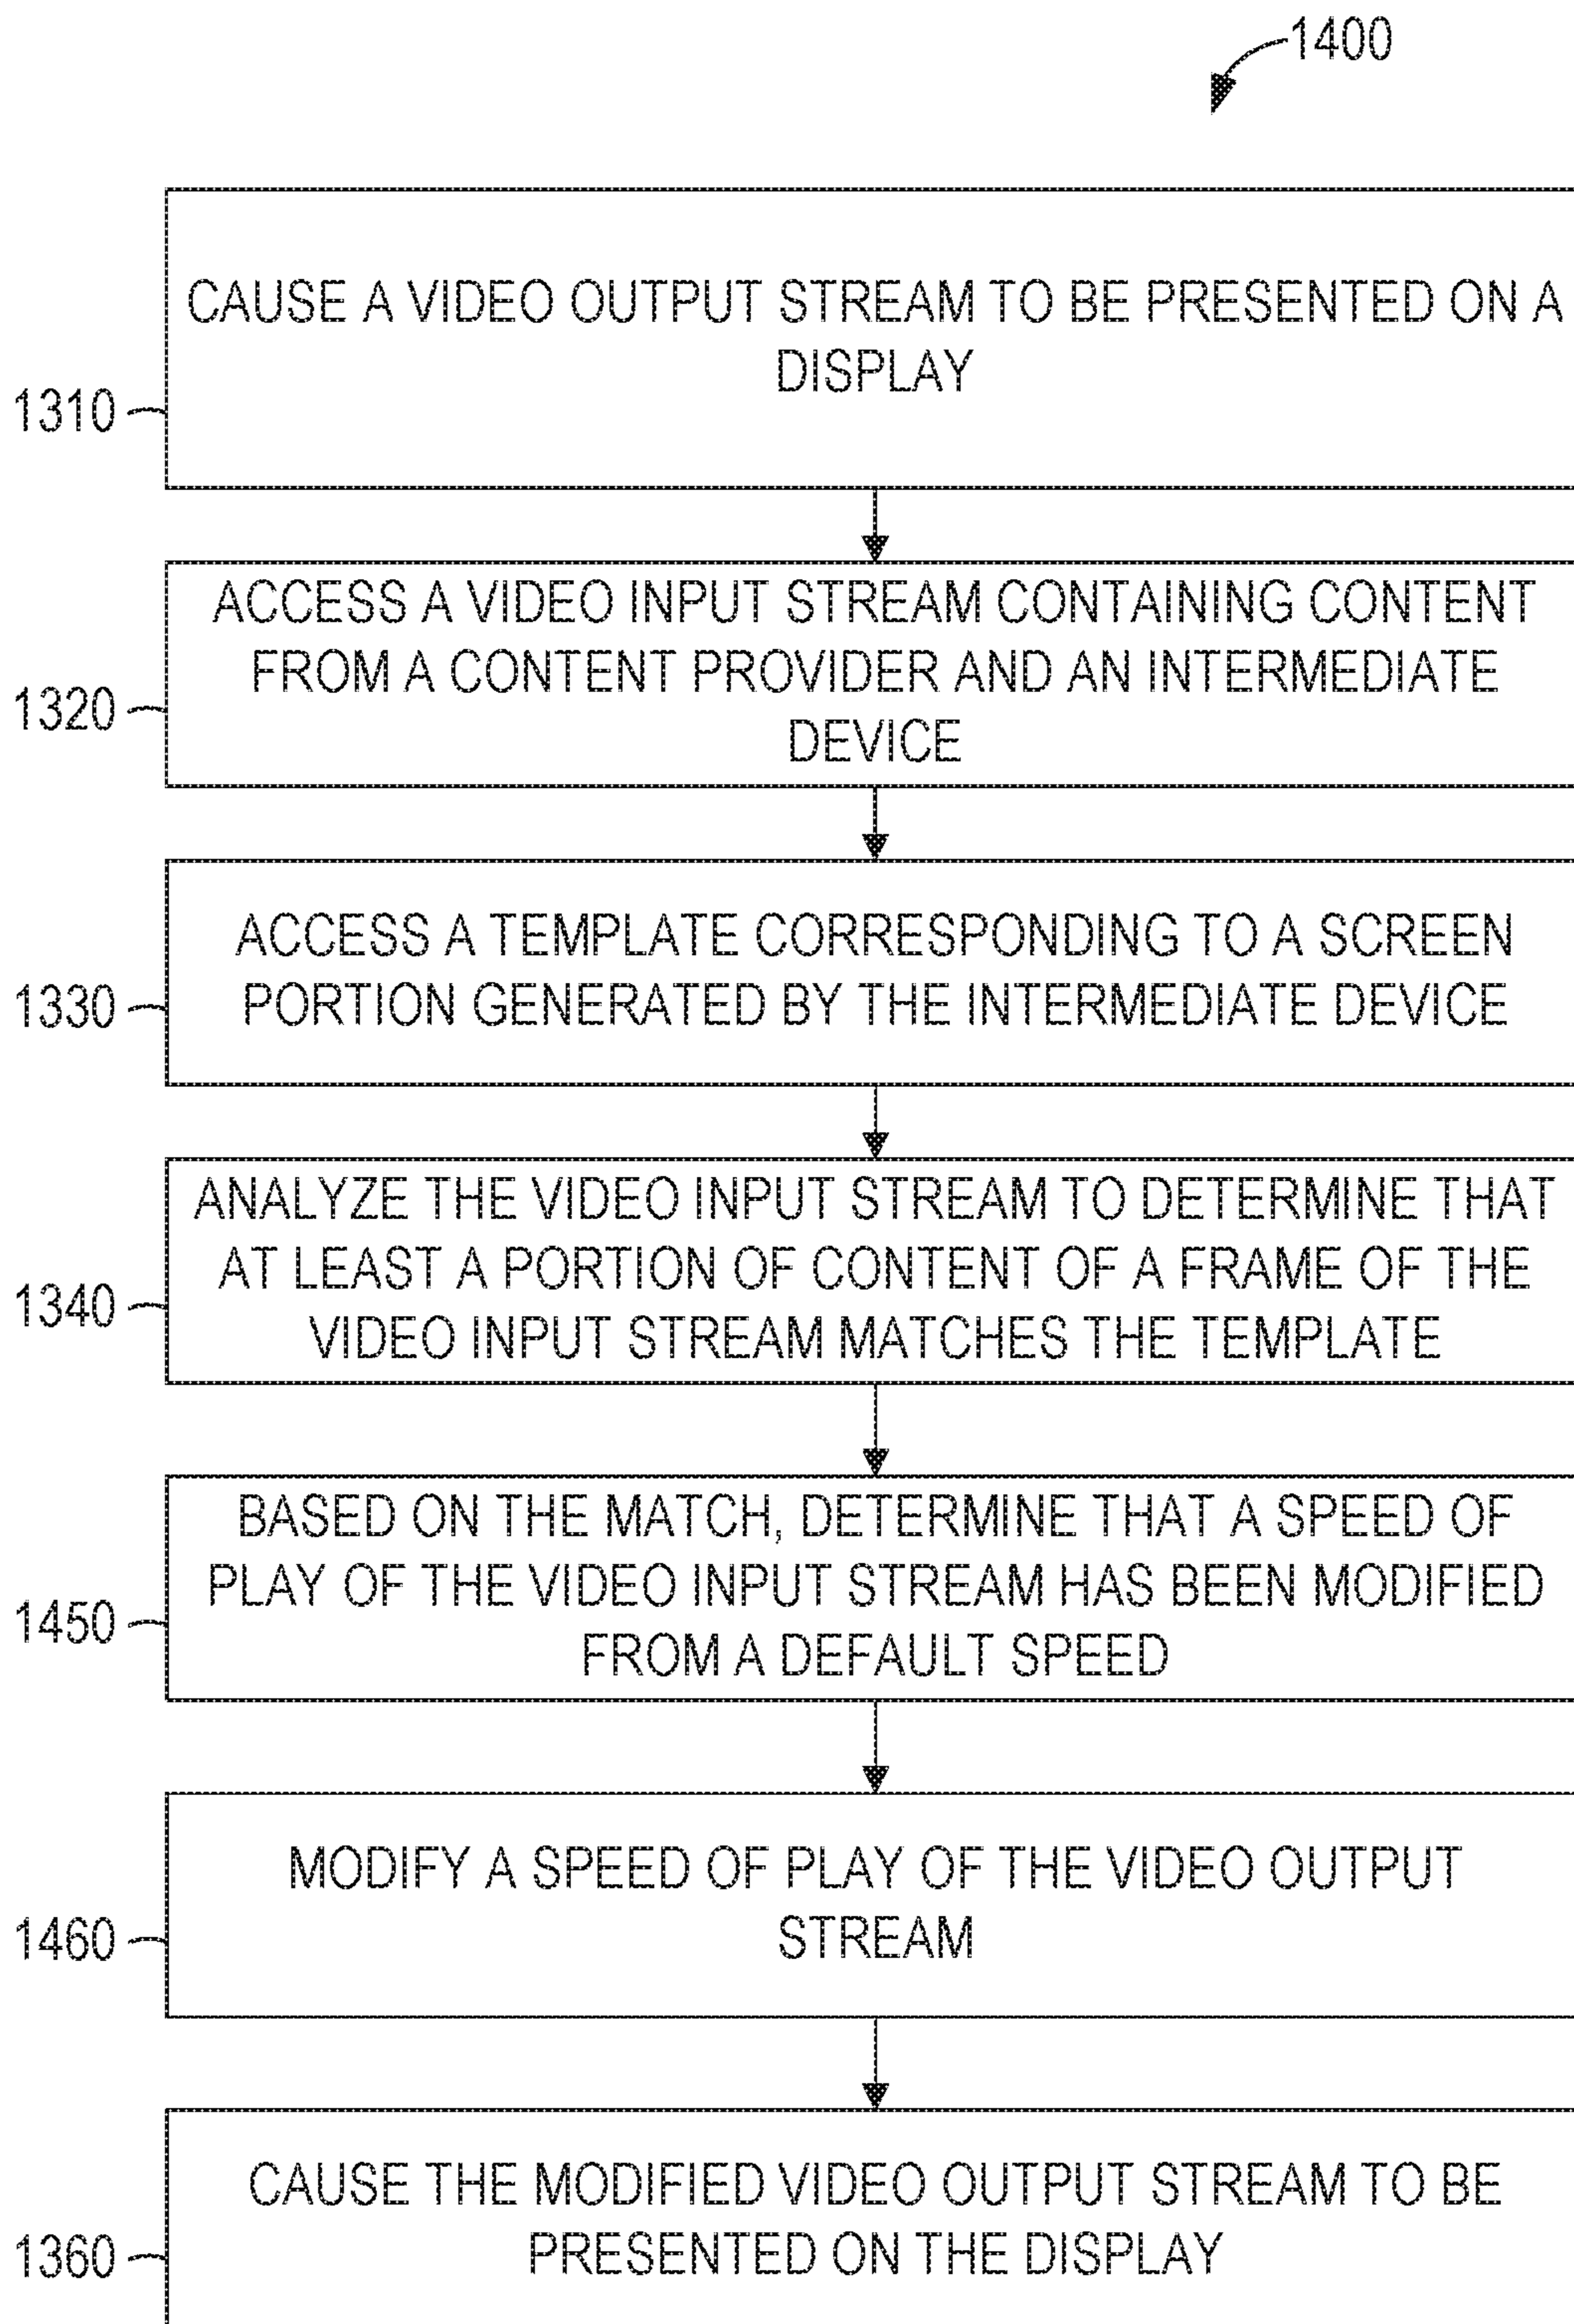 1400
CAUSE A VIDEO OUTPUT STREAM TO BE PRESENTED ON A
DISPLAY
1310
ACCESS A VIDEO INPUT STREAM CONTAINING CONTENT
FROM A CONTENT PROVIDER AND AN INTERMEDIATE
DEVICE
1320
ACCESS A TEMPLATE CORRESPONDING TO A SCREEN
PORTION GENERATED BY THE INTERMEDIATE DEVICE
1330
ANALYZE THE VIDEO INPUT STREAM TO DETERMINE THAT
AT LEAST A PORTION OF CONTENT OF A FRAME OF THE
VIDEO INPUT STREAM MATCHES THE TEMPLATE
1340
BASED ON THE MATCH, DETERMINE THAT A SPEED OF
PLAY OF THE VIDEO INPUT STREAM HAS BEEN MODIFIED
FROM A DEFAULT SPEED
1450
MODIFY A SPEED OF PLAY OF THE VIDEO OUTPUT
STREAM
1460
CAUSE THE MODIFIED VIDEO OUTPUT STREAM TO BE
PRESENTED ON THE DISPLAY
1360